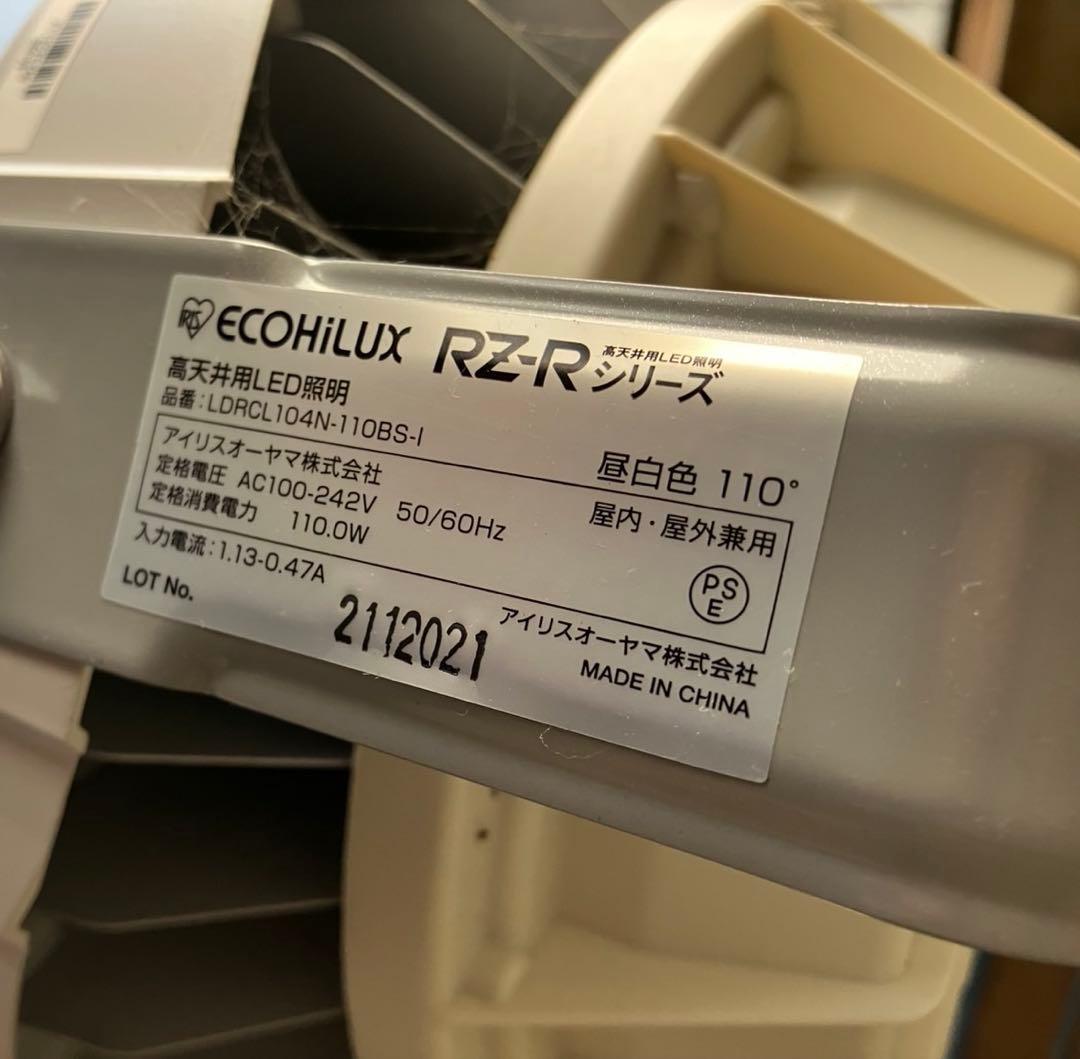 IRIS ECOHiLUX RZ-R 高天井用LED照明 シリーズ
高天井用LED照明
品番:LDRCL104N-110BS-I
昼白色 110°
アイリスオーヤマ株式会社
定格電圧 AC100-242V 50/60Hz
定格消費電力 110.0W
屋内・屋外兼用
PS
E
入力電流:1.13-0.47A
LOT No.
2112021
アイリスオーヤマ株式会社
MADE IN CHINA